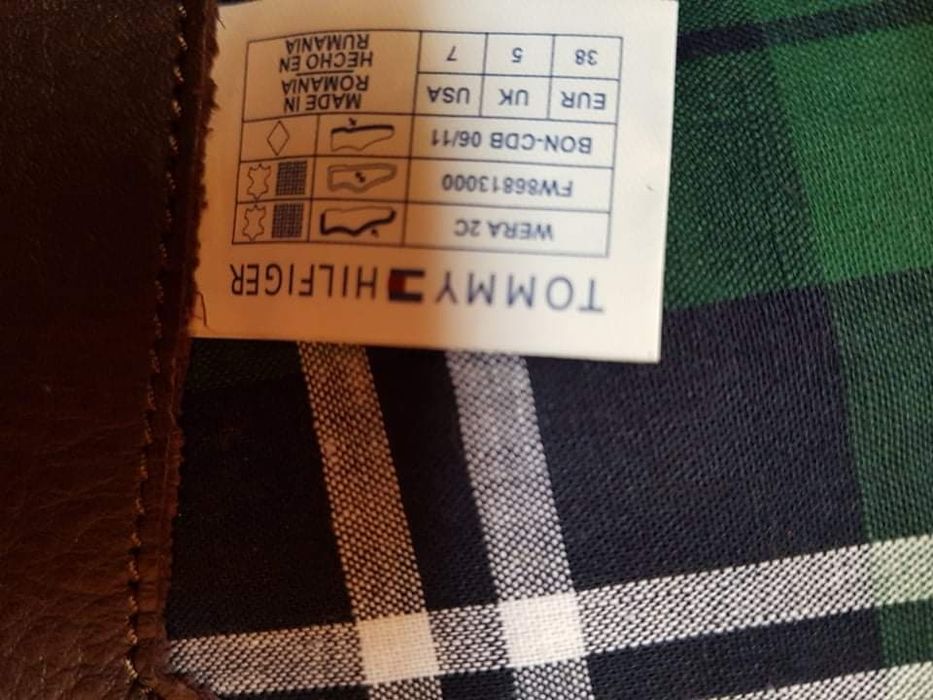 TOMMY HILFIGER
WERA 2C
FW86813000
BON-CDB 06/11
EUR UK USA
38 5 7
MADE IN
ROMANIA
HECHO EN
RUMANIA